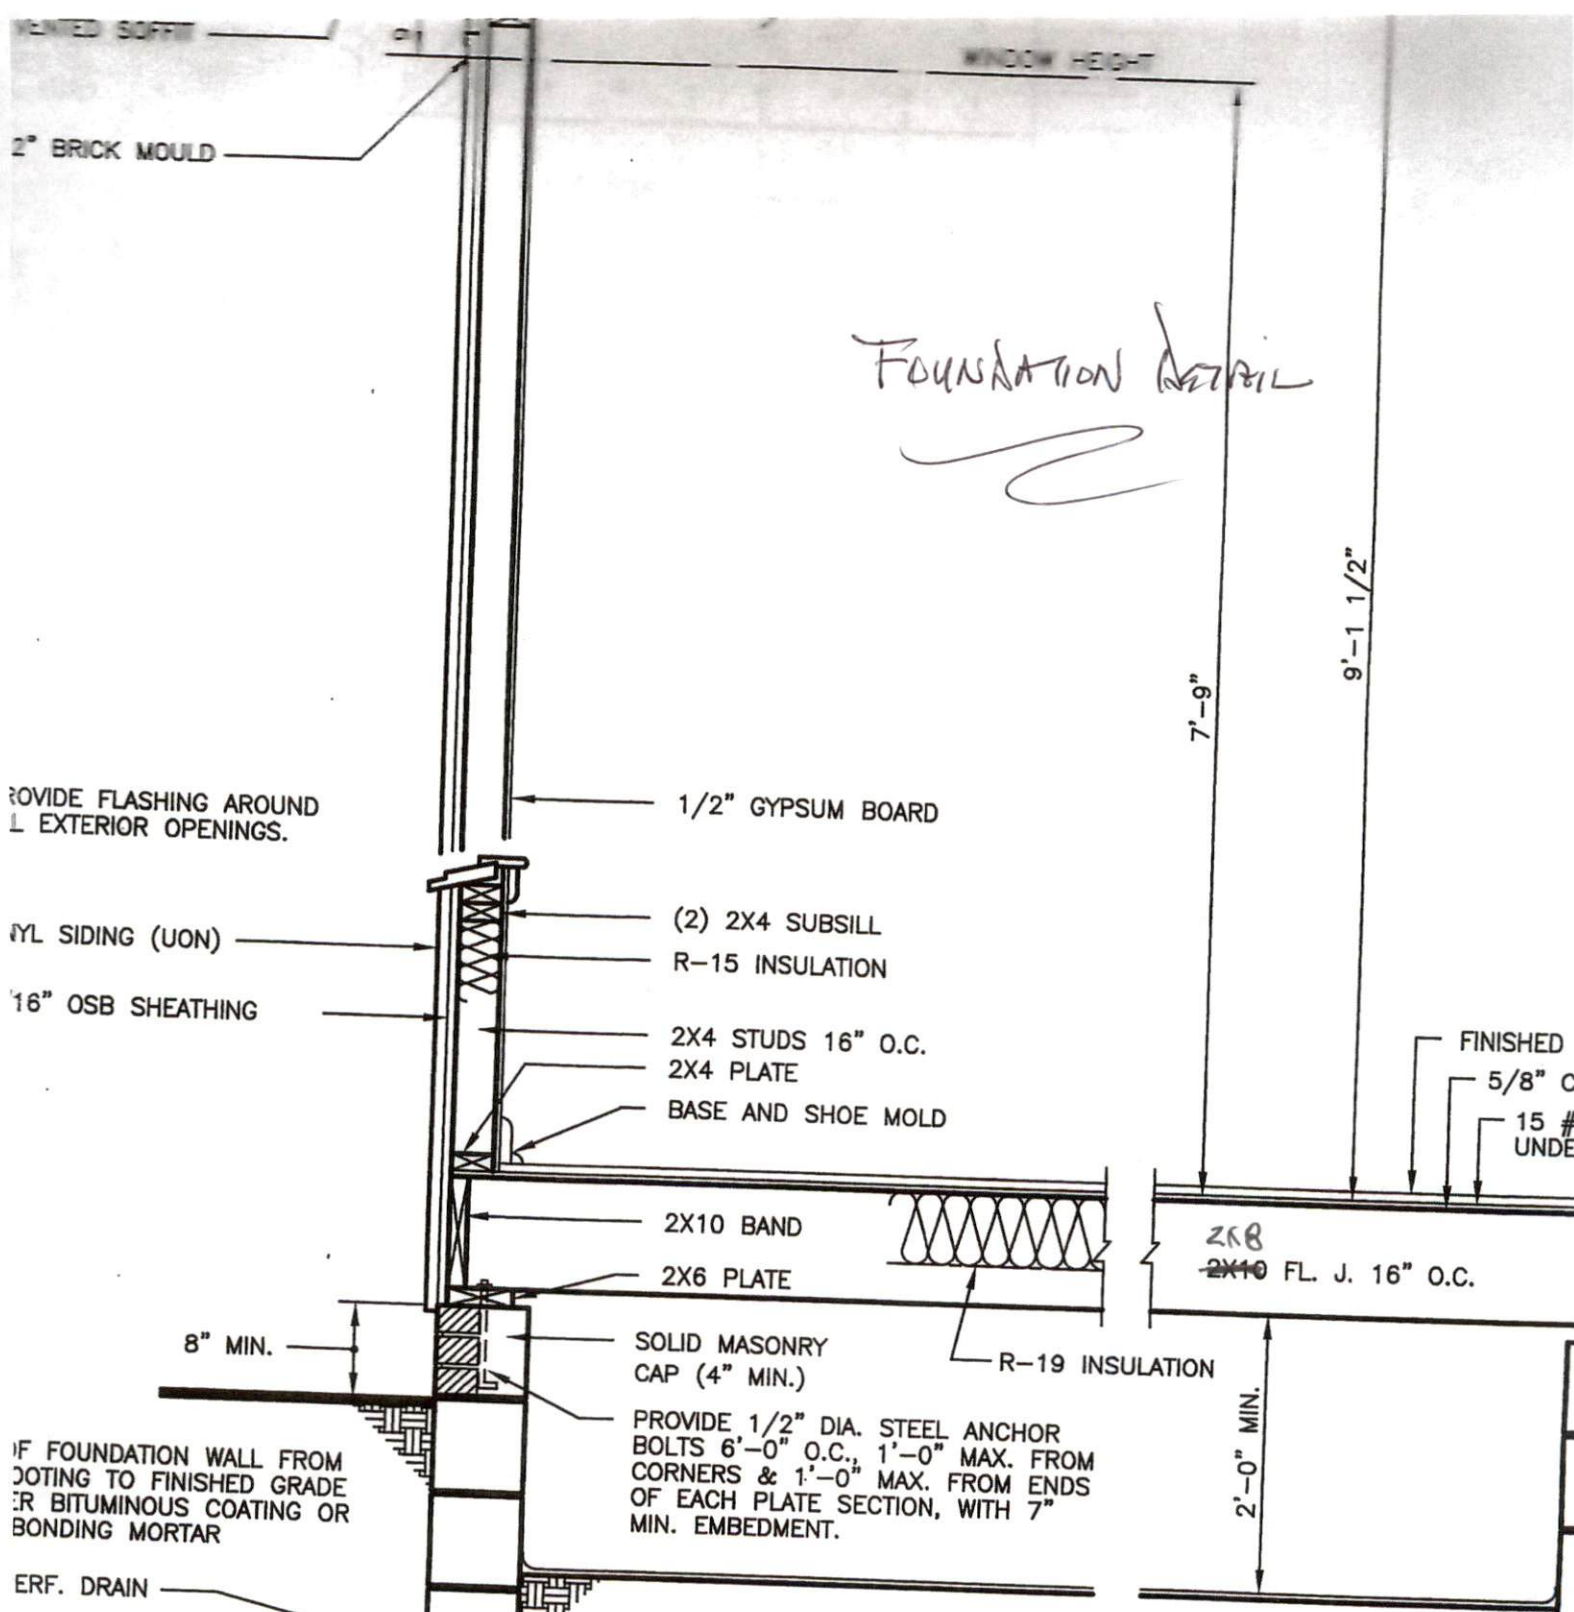 VENTED SOFFIT
WINDOW HEIGHT
2" BRICK MOULD
FOUNDATION DETAIL
9'-1 1/2"
7'-9"
ROVIDE FLASHING AROUND
L EXTERIOR OPENINGS.
1/2" GYPSUM BOARD
(2) 2X4 SUBSILL
NYL SIDING (UON)
R-15 INSULATION
16" OSB SHEATHING
2X4 STUDS 16" O.C.
2X4 PLATE
BASE AND SHOE MOLD
FINISHED
5/8"
15 #
UNDE
2X10 BAND
2X8
2X10 FL. J. 16" O.C.
2X6 PLATE
8" MIN.
SOLID MASONRY
CAP (4" MIN.)
R-19 INSULATION
PROVIDE 1/2" DIA. STEEL ANCHOR
BOLTS 6'-0" O.C., 1'-0" MAX. FROM
CORNERS & 1'-0" MAX. FROM ENDS
OF EACH PLATE SECTION, WITH 7"
MIN. EMBEDMENT.
2'-0" MIN.
OF FOUNDATION WALL FROM
OOTING TO FINISHED GRADE
ER BITUMINOUS COATING OR
BONDING MORTAR
ERF. DRAIN